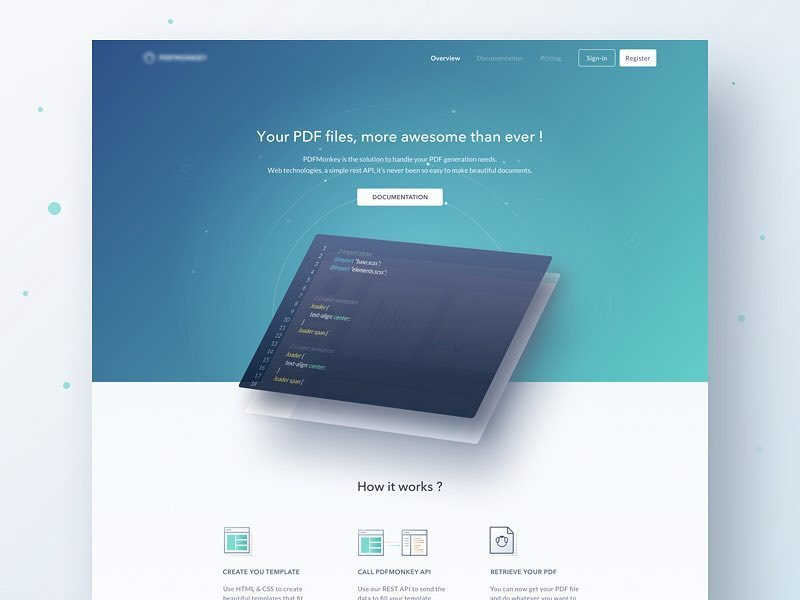 PDFMONKEY
Overview Documentation Pricing Sign-in Register
Your PDF files, more awesome than ever !
PDFMonkey is the solution to handle your PDF generation needs.
Web technologies, a simple rest API, it's never been so easy to make beautiful documents.
DOCUMENTATION
1 // Import styles
2 @import "base.scss";
3 @import "elements.scss";
4
5
6
7 // Loader animation
8 .loader {
9 text-align: center;
10 }
11 .loader span {
12
13 // Loader animation
14 .loader {
15 text-align: center;
16 }
17 .loader span {
18
How it works ?
CREATE YOU TEMPLATE
Use HTML & CSS to create
beautiful templates that fit
CALL PDFMONKEY API
Use our REST API to send the
data to fill your template
RETRIEVE YOUR PDF
You can now get your PDF file
and do whatever you want to